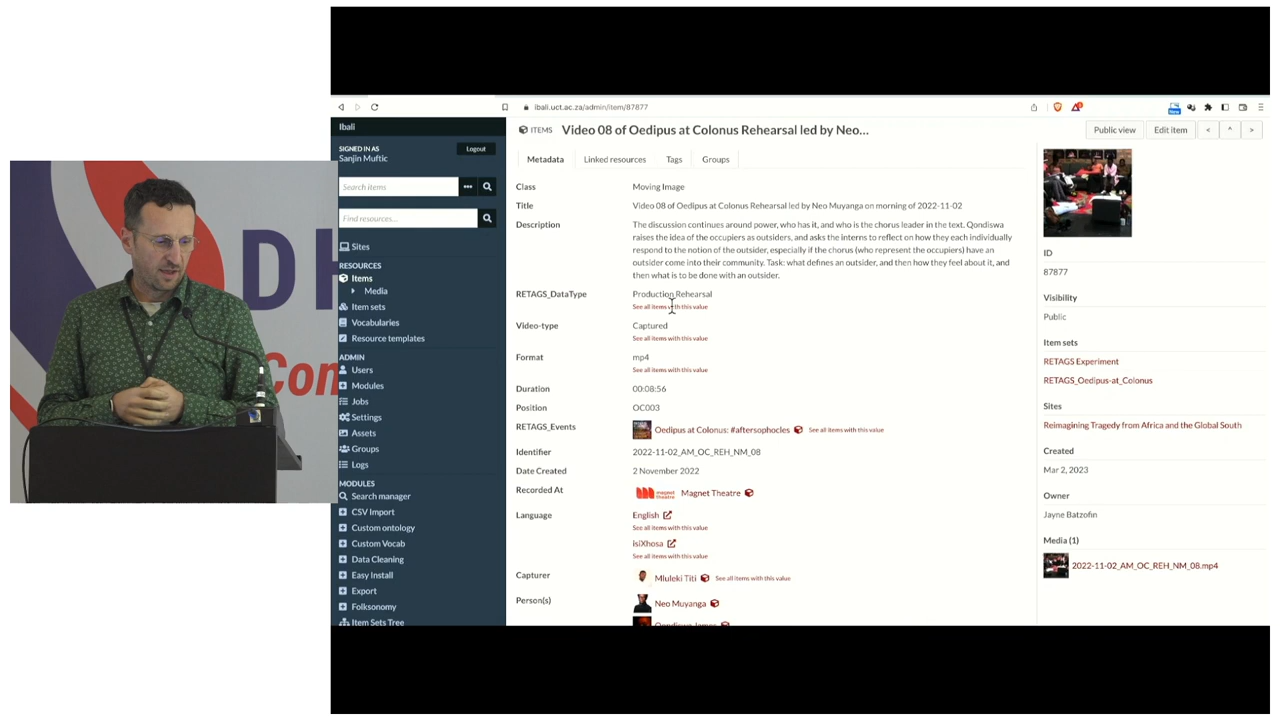 DH
Con
ibali.uct.ac.za/admin/item/87877
New
Ibali
SIGNED IN AS
Sanjin Muftic
Logout
Search items
Find resources...
Sites
RESOURCES
Items
Media
Item sets
Vocabularies
Resource templates
ADMIN
Users
Modules
Jobs
Settings
Assets
Groups
Logs
MODULES
Search manager
CSV Import
Custom ontology
Custom Vocab
Data Cleaning
Easy Install
Export
Folksonomy
Item Sets Tree
ITEMS Video 08 of Oedipus at Colonus Rehearsal led by Neo...
Public view
Edit item
Metadata Linked resources Tags Groups
Class Moving Image
Title Video 08 of Oedipus at Colonus Rehearsal led by Neo Muyanga on morning of 2022-11-02
Description The discussion continues around power, who has it, and who is the chorus leader in the text. Qondiswa
raises the idea of the occupiers as outsiders, and asks the interns to reflect on how they each individually
respond to the notion of the outsider, especially if the chorus (who represent the occupiers) have an
outsider come into their community. Task: what defines an outsider, and then how they feel about it, and
then what is to be done with an outsider.
RETAGS_DataType Production Rehearsal
See all items with this value
Video-type Captured
See all items with this value
Format mp4
See all items with this value
Duration 00:08:56
Position OC003
RETAGS_Events Oedipus at Colonus: #aftersophocles See all items with this value
Identifier 2022-11-02_AM_OC_REH_NM_08
Date Created 2 November 2022
Recorded At magnet theatre Magnet Theatre
Language English
See all items with this value
isiXhosa
See all items with this value
Capturer Mluleki Titi See all items with this value
Person(s) Neo Muyanga
Qondiswa James
ID
87877
Visibility
Public
Item sets
RETAGS Experiment
RETAGS_Oedipus-at_Colonus
Sites
Reimagining Tragedy from Africa and the Global South
Created
Mar 2, 2023
Owner
Jayne Batzofin
Media (1)
2022-11-02_AM_OC_REH_NM_08.mp4